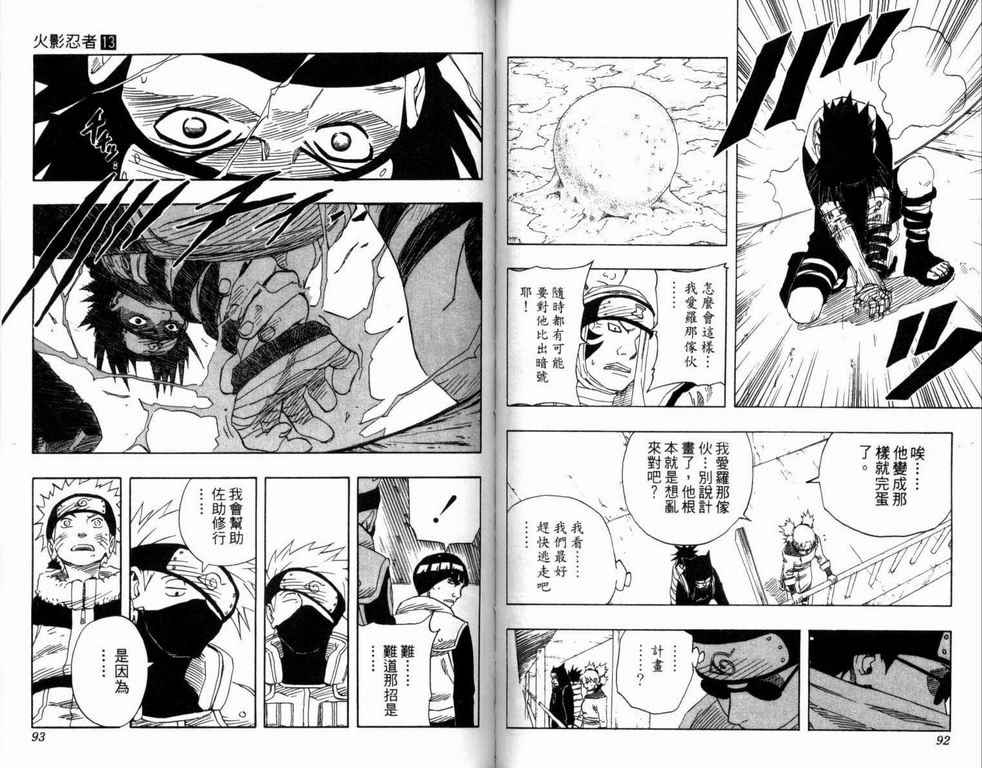 怎麼會這樣…
我愛羅那傢伙
……
隨時都有可能
要對他比出暗號
耶！
唉……
他變成那
樣就完蛋
了。
我愛羅那傢
伙…別說計
畫了，他根
本就是想亂
來對吧？
我看……
我們最好
趕快逃走吧
……
……
計畫
……？
92
火影忍者13
！
難道那招是
……
我會幫助
佐助修行
……
是因為
……
93